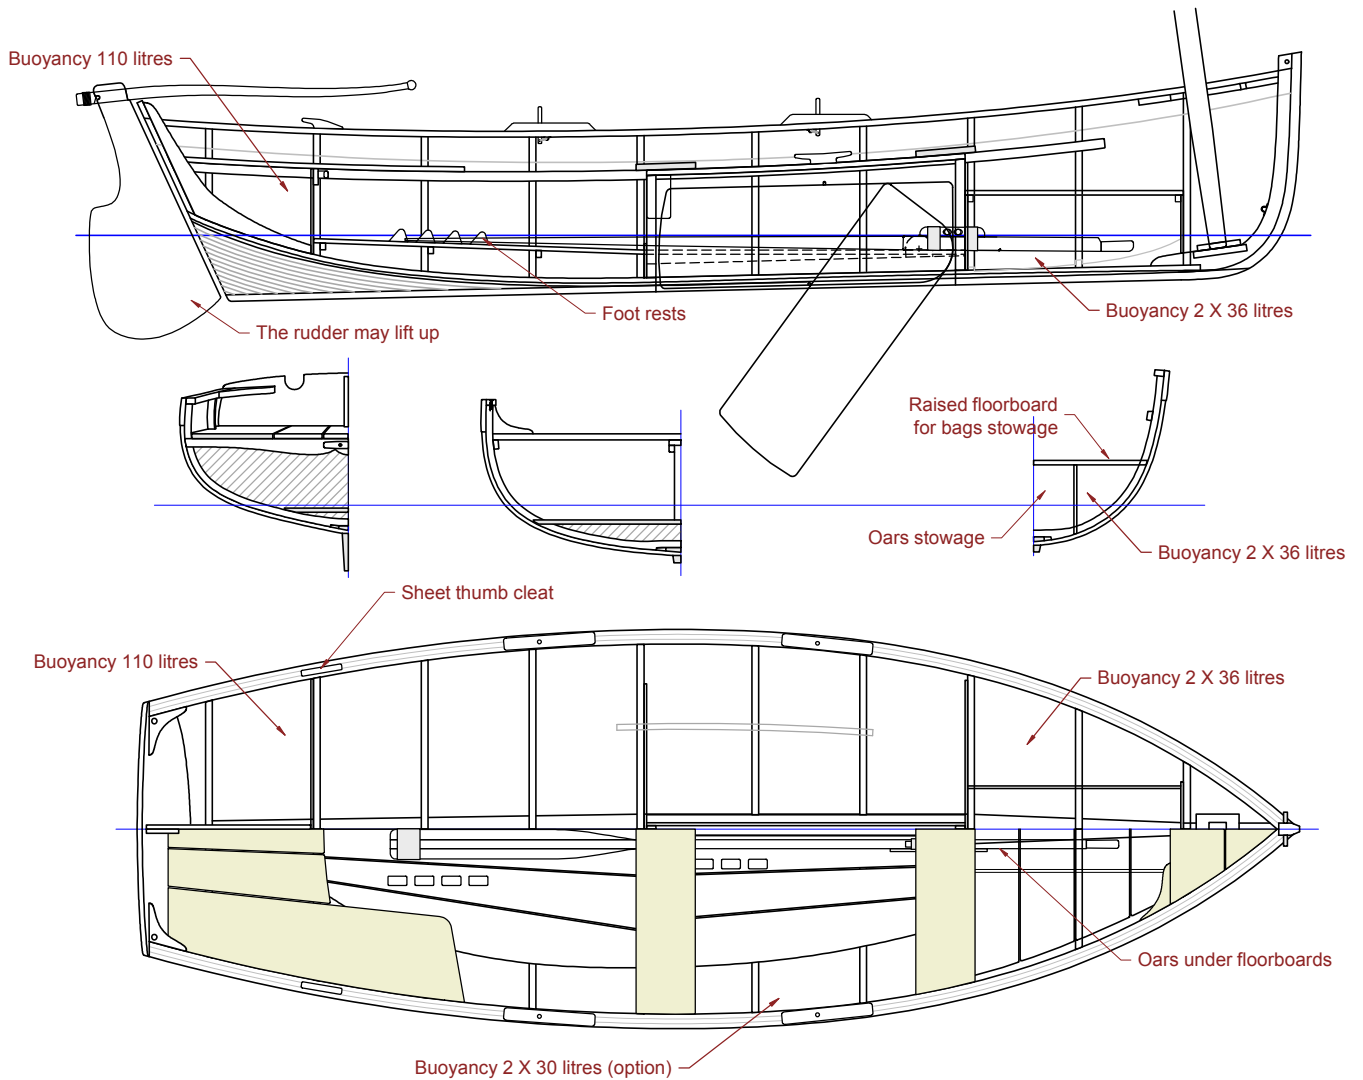 Buoyancy 110 litres
Foot rests
Buoyancy 2 X 36 litres
The rudder may lift up
Raised floorboard
for bags stowage
Oars stowage
Buoyancy 2 X 36 litres
Sheet thumb cleat
Buoyancy 110 litres
Buoyancy 2 X 36 litres
Oars under floorboards
Buoyancy 2 X 30 litres (option)